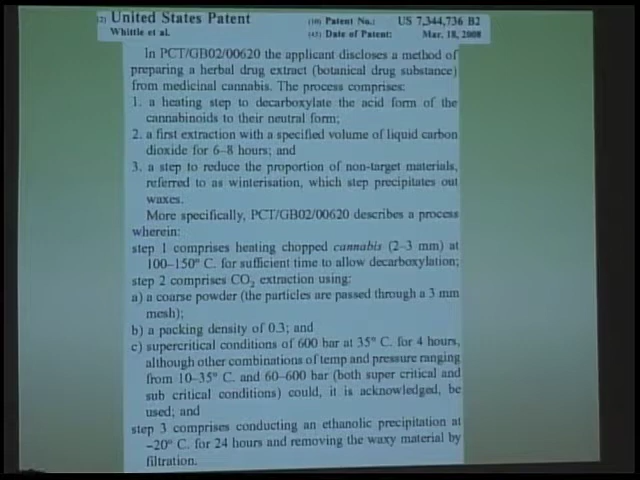 (12) United States Patent
(10) Patent No.: US 7,344,736 B2
Whittle et al.
(45) Date of Patent: Mar. 18, 2008
In PCT/GB02/00620 the applicant discloses a method of
preparing a herbal drug extract (botanical drug substance)
from medicinal cannabis. The process comprises:
1. a heating step to decarboxylate the acid form of the
cannabinoids to their neutral form;
2. a first extraction with a specified volume of liquid carbon
dioxide for 6–8 hours; and
3. a step to reduce the proportion of non-target materials,
referred to as winterisation, which step precipitates out
waxes.
More specifically, PCT/GB02/00620 describes a process
wherein:
step 1 comprises heating chopped cannabis (2–3 mm) at
100–150° C. for sufficient time to allow decarboxylation;
step 2 comprises CO₂ extraction using:
a) a coarse powder (the particles are passed through a 3 mm
mesh);
b) a packing density of 0.3; and
c) supercritical conditions of 600 bar at 35° C. for 4 hours,
although other combinations of temp and pressure ranging
from 10–35° C. and 60–600 bar (both super critical and
sub critical conditions) could, it is acknowledged, be
used; and
step 3 comprises conducting an ethanolic precipitation at
−20° C. for 24 hours and removing the waxy material by
filtration.